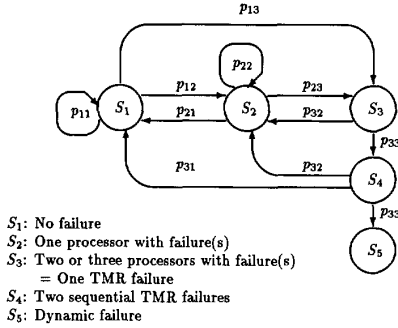 p13
p22
p12
p23
p11
S1
S2
S3
p21
p32
p33
p31
p32
S4
p33
S5
S1: No failure
S2: One processor with failure(s)
S3: Two or three processors with failure(s)
= One TMR failure
S4: Two sequential TMR failures
S5: Dynamic failure